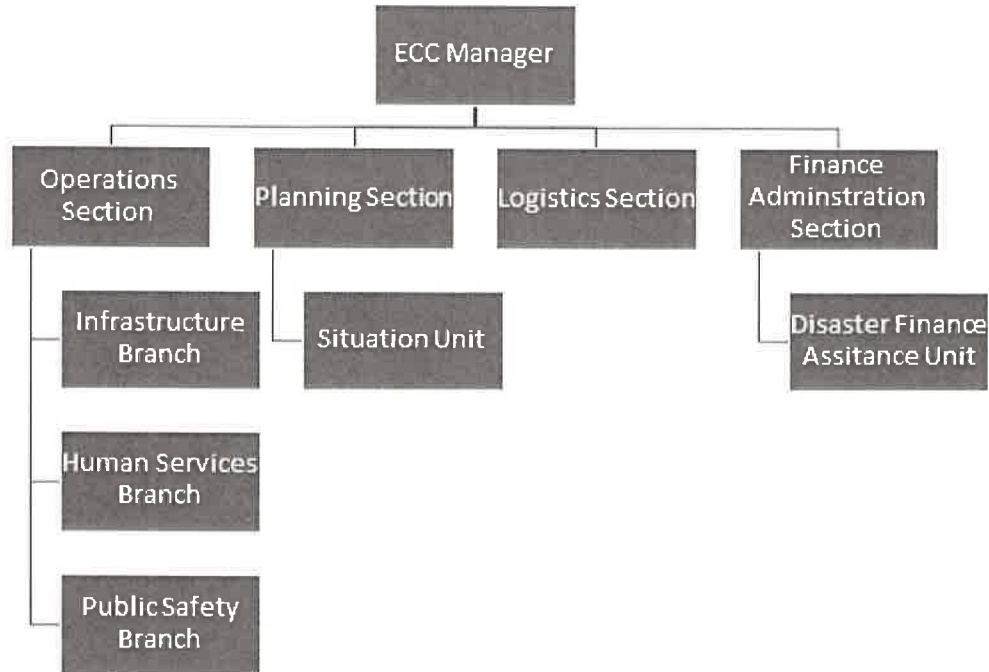 ECC Manager
Operations
Section
Planning Section
Logistics Section
Finance
Adminstration
Section
Infrastructure
Branch
Situation Unit
Disaster Finance
Assitance Unit
Human Services
Branch
Public Safety
Branch